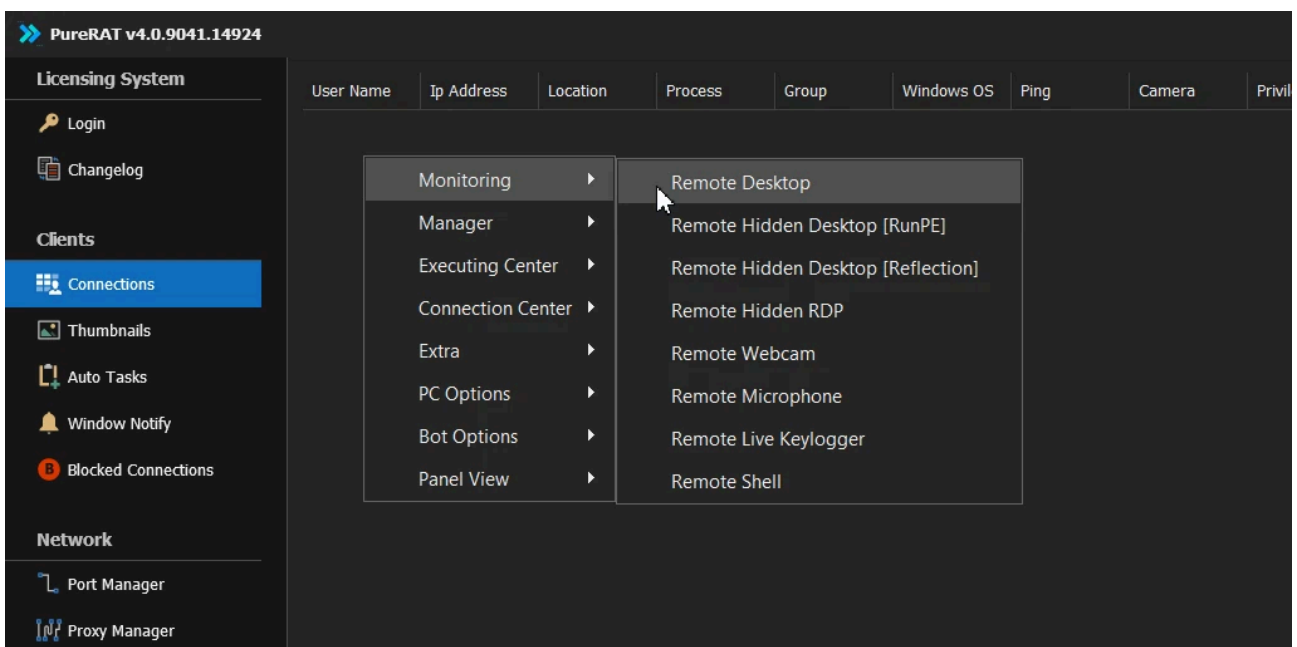 PureRAT v4.0.9041.14924
Licensing System
Login
Changelog
Clients
Connections
Thumbnails
Auto Tasks
Window Notify
B Blocked Connections
Network
Port Manager
Proxy Manager
User Name Ip Address Location Process Group Windows OS Ping Camera Privil
Monitoring
Manager
Executing Center
Connection Center
Extra
PC Options
Bot Options
Panel View
Remote Desktop
Remote Hidden Desktop [RunPE]
Remote Hidden Desktop [Reflection]
Remote Hidden RDP
Remote Webcam
Remote Microphone
Remote Live Keylogger
Remote Shell